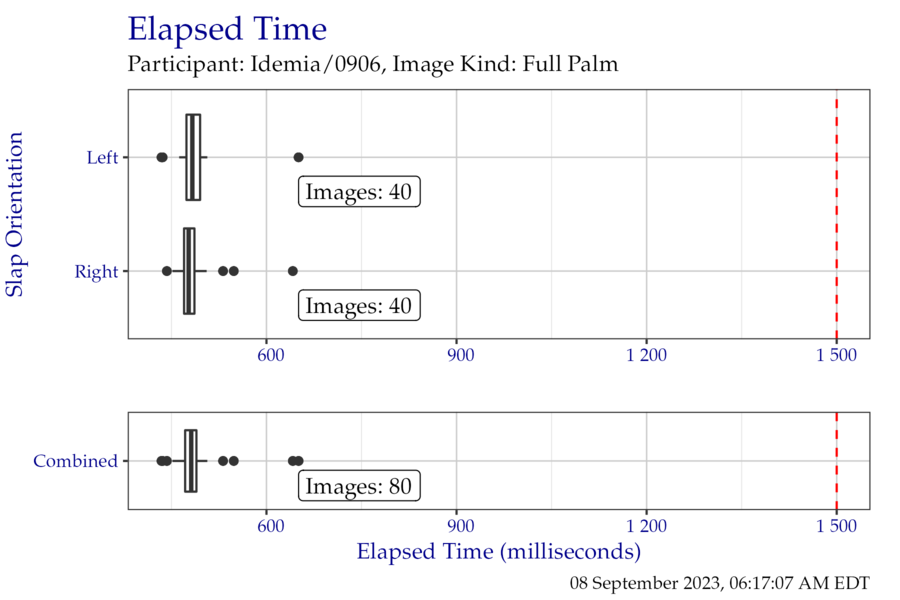 Elapsed Time
Participant: Idemia/0906, Image Kind: Full Palm
Slap Orientation
Left
Images: 40
Right
Images: 40
600 900 1 200 1 500
Combined
Images: 80
600 900 1 200 1 500
Elapsed Time (milliseconds)
08 September 2023, 06:17:07 AM EDT